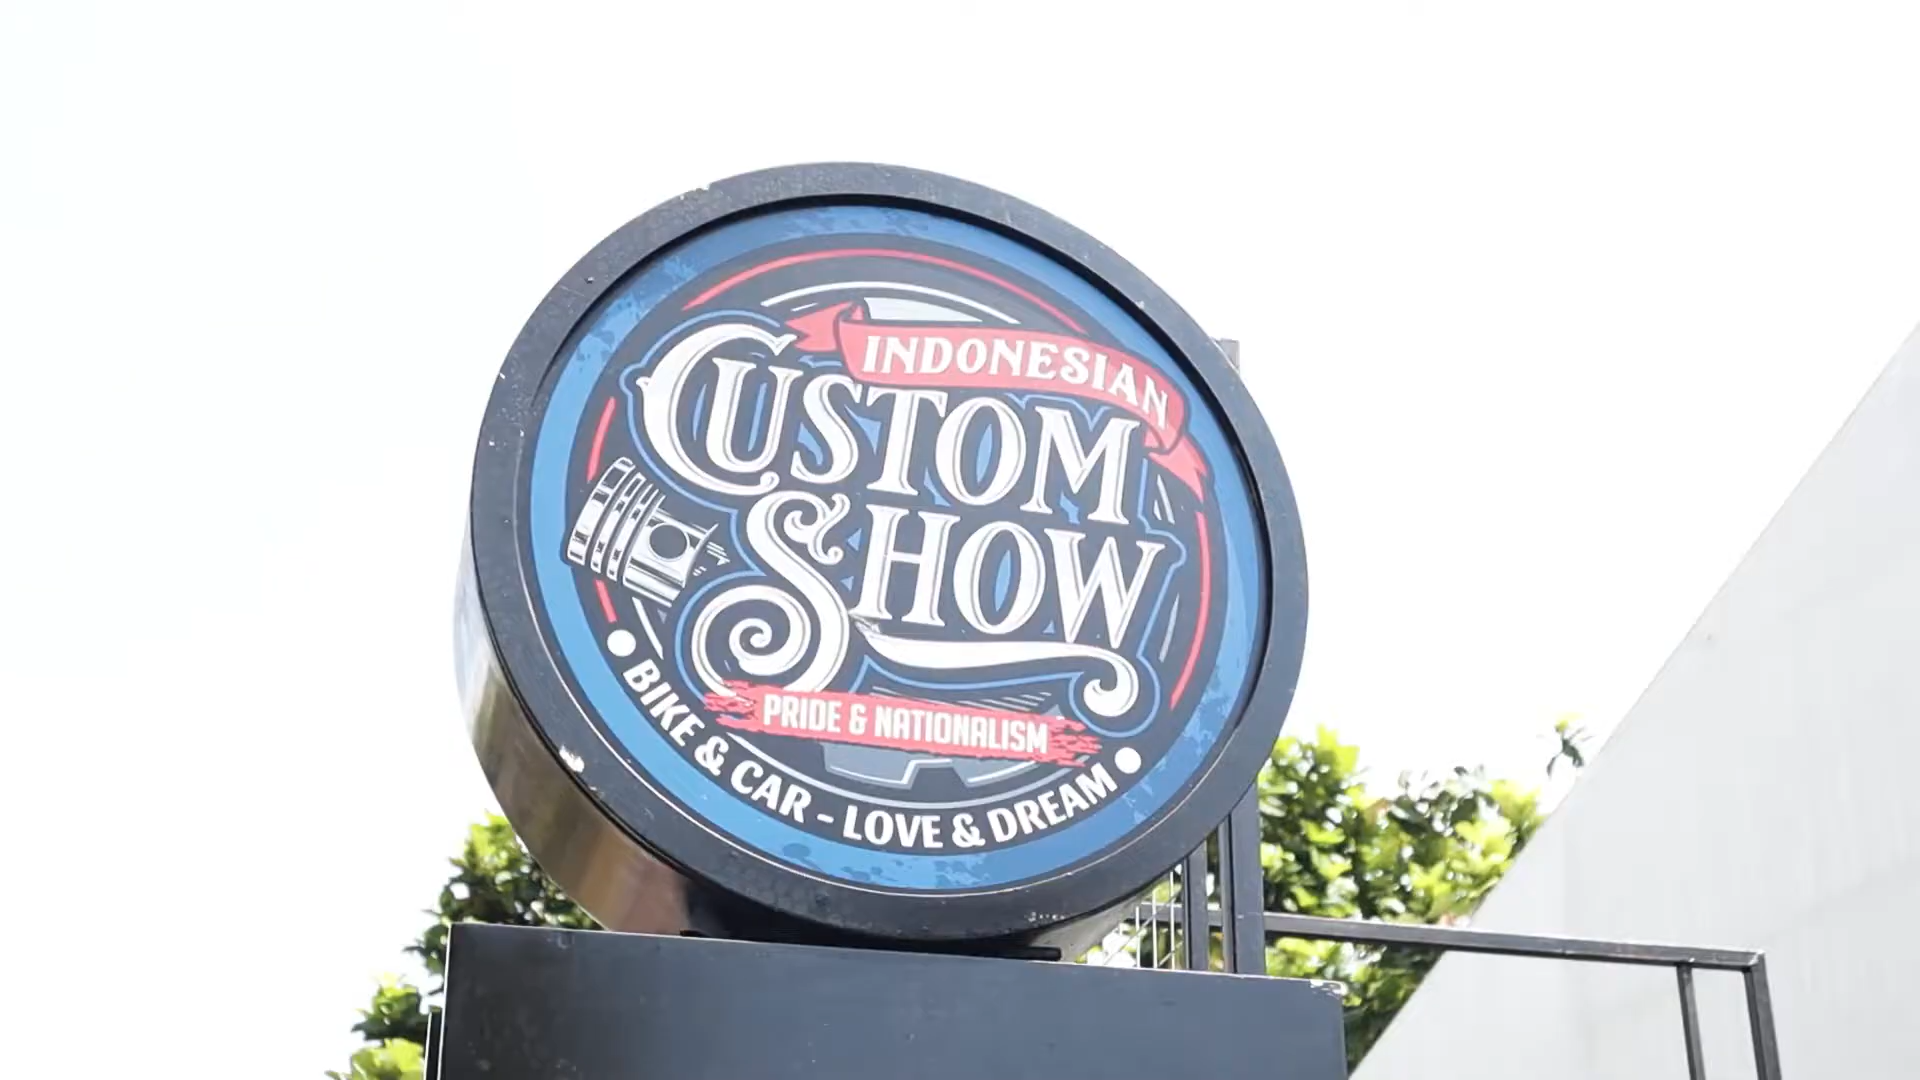 INDONESIAN
CUSTOM
& SHOW
PRIDE & NATIONALISM
BIKE & CAR - LOVE & DREAM